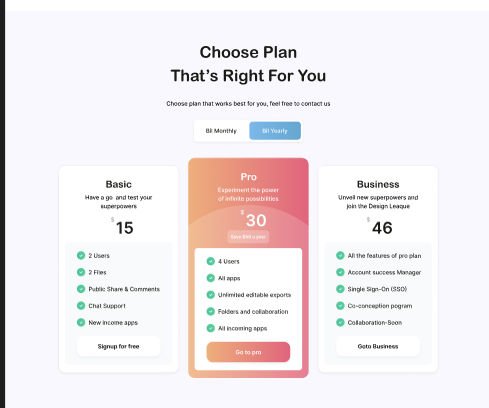 Choose Plan
That's Right For You
Choose plan that works best for you, feel free to contact us
Bil Monthly
Bil Yearly
Basic
Have a go and test your
superpowers
$
15
2 Users
2 Files
Public Share & Comments
Chat Support
New income apps
Signup for free
Pro
Experiment the power
of infinite possibilities
$
30
Save $50 a year
4 Users
All apps
Unlimited editable exports
Folders and collaboration
All incoming apps
Go to pro
Business
Unveil new superpowers and
join the Design Leaque
$
46
All the features of pro plan
Account success Manager
Single Sign-On (SSO)
Co-conception pogram
Collaboration-Soon
Goto Business